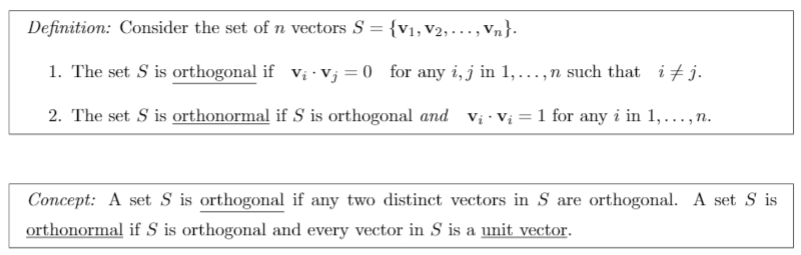 Definition: Consider the set of n vectors S = {v₁, v₂, . . . , vₙ}.
1. The set S is orthogonal if vᵢ · vⱼ = 0 for any i, j in 1, . . . , n such that i ≠ j.
2. The set S is orthonormal if S is orthogonal and vᵢ · vᵢ = 1 for any i in 1, . . . , n.
Concept: A set S is orthogonal if any two distinct vectors in S are orthogonal. A set S is
orthonormal if S is orthogonal and every vector in S is a unit vector.